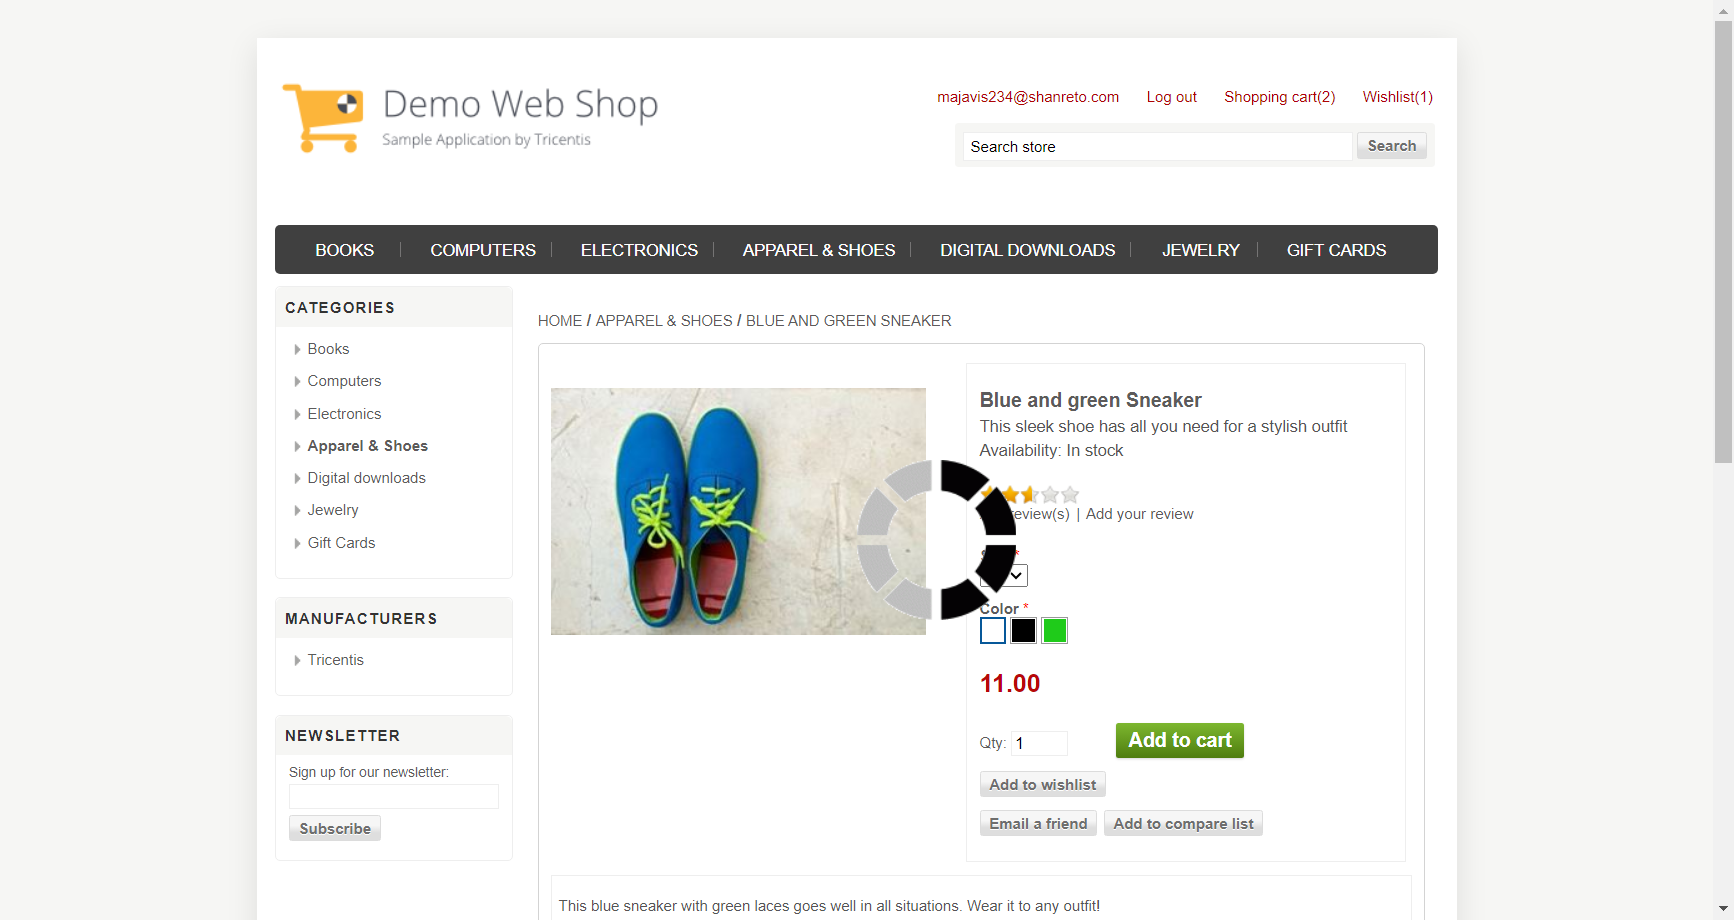 Demo Web Shop
Sample Application by Tricentis
majavis234@shanreto.com Log out Shopping cart(2) Wishlist(1)
Search store Search
BOOKS COMPUTERS ELECTRONICS APPAREL & SHOES DIGITAL DOWNLOADS JEWELRY GIFT CARDS
CATEGORIES
Books
Computers
Electronics
Apparel & Shoes
Digital downloads
Jewelry
Gift Cards
MANUFACTURERS
Tricentis
NEWSLETTER
Sign up for our newsletter:
Subscribe
HOME / APPAREL & SHOES / BLUE AND GREEN SNEAKER
Blue and green Sneaker
This sleek shoe has all you need for a stylish outfit
Availability: In stock
review(s) | Add your review
*
Color *
11.00
Qty: 1 Add to cart
Add to wishlist
Email a friend Add to compare list
This blue sneaker with green laces goes well in all situations. Wear it to any outfit!